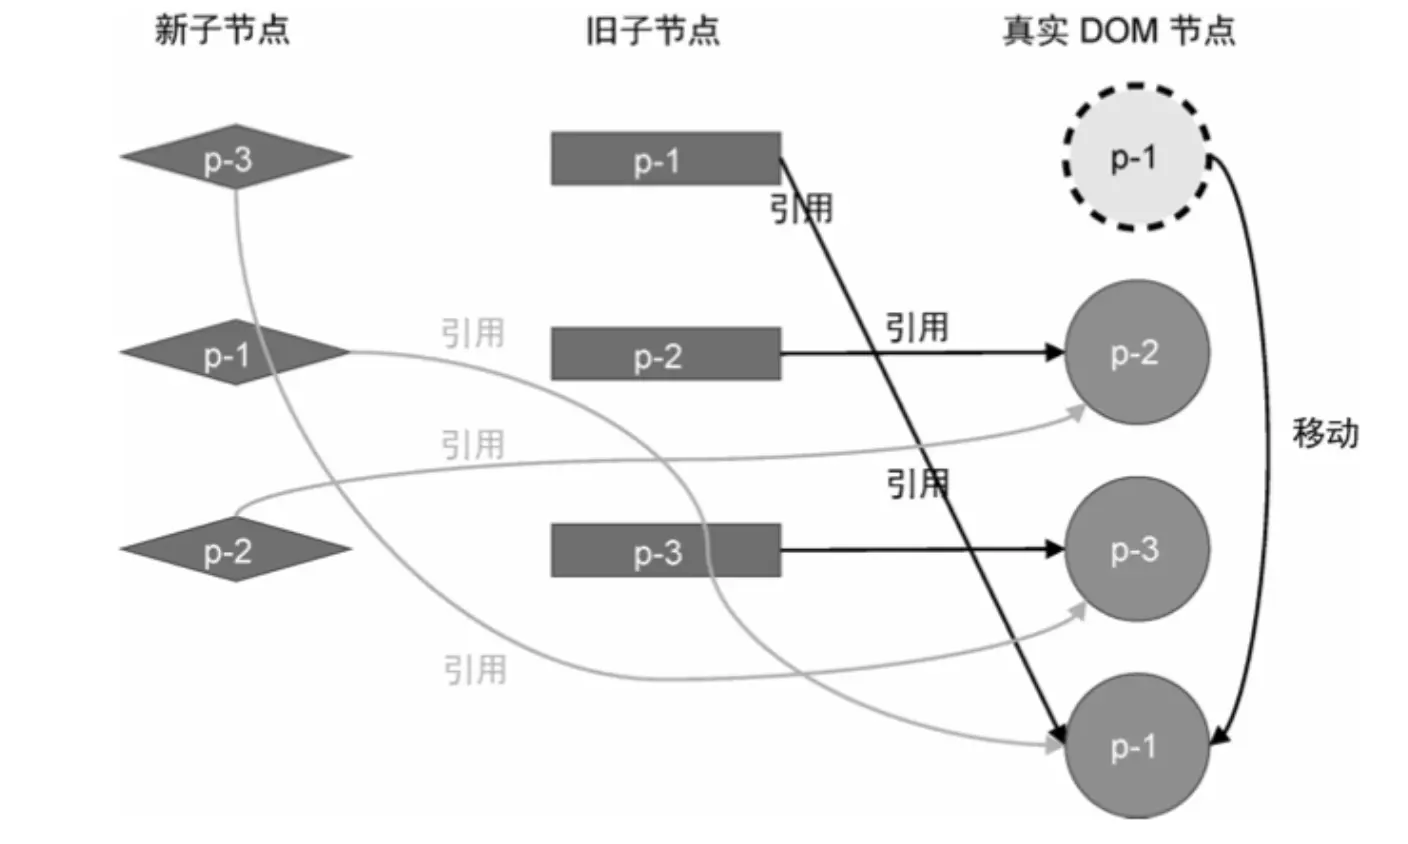 新子节点 旧子节点 真实 DOM 节点
p-3 p-1 p-1
引用
引用 引用
p-1 p-2 p-2
引用 移动
引用
p-2 p-3 p-3
引用
p-1